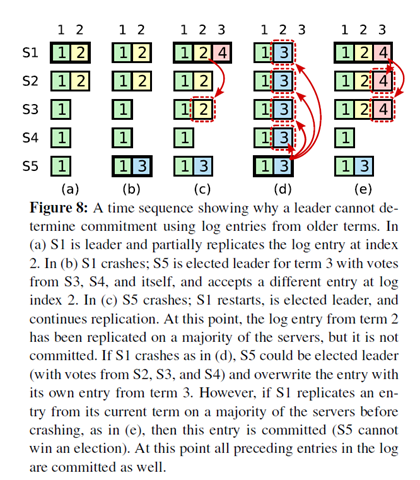 1 2 1 2 1 2 3 1 2 3 1 2 3
S1 1 2 1 2 1 2 4 1 3 1 2 4
S2 1 2 1 2 1 2 1 3 1 2 4
S3 1 1 1 2 1 3 1 2 4
S4 1 1 1 1 3 1
S5 1 1 3 1 3 1 3 1 3
(a) (b) (c) (d) (e)
Figure 8: A time sequence showing why a leader cannot de-
termine commitment using log entries from older terms. In
(a) S1 is leader and partially replicates the log entry at index
2. In (b) S1 crashes; S5 is elected leader for term 3 with votes
from S3, S4, and itself, and accepts a different entry at log
index 2. In (c) S5 crashes; S1 restarts, is elected leader, and
continues replication. At this point, the log entry from term 2
has been replicated on a majority of the servers, but it is not
committed. If S1 crashes as in (d), S5 could be elected leader
(with votes from S2, S3, and S4) and overwrite the entry with
its own entry from term 3. However, if S1 replicates an en-
try from its current term on a majority of the servers before
crashing, as in (e), then this entry is committed (S5 cannot
win an election). At this point all preceding entries in the log
are committed as well.